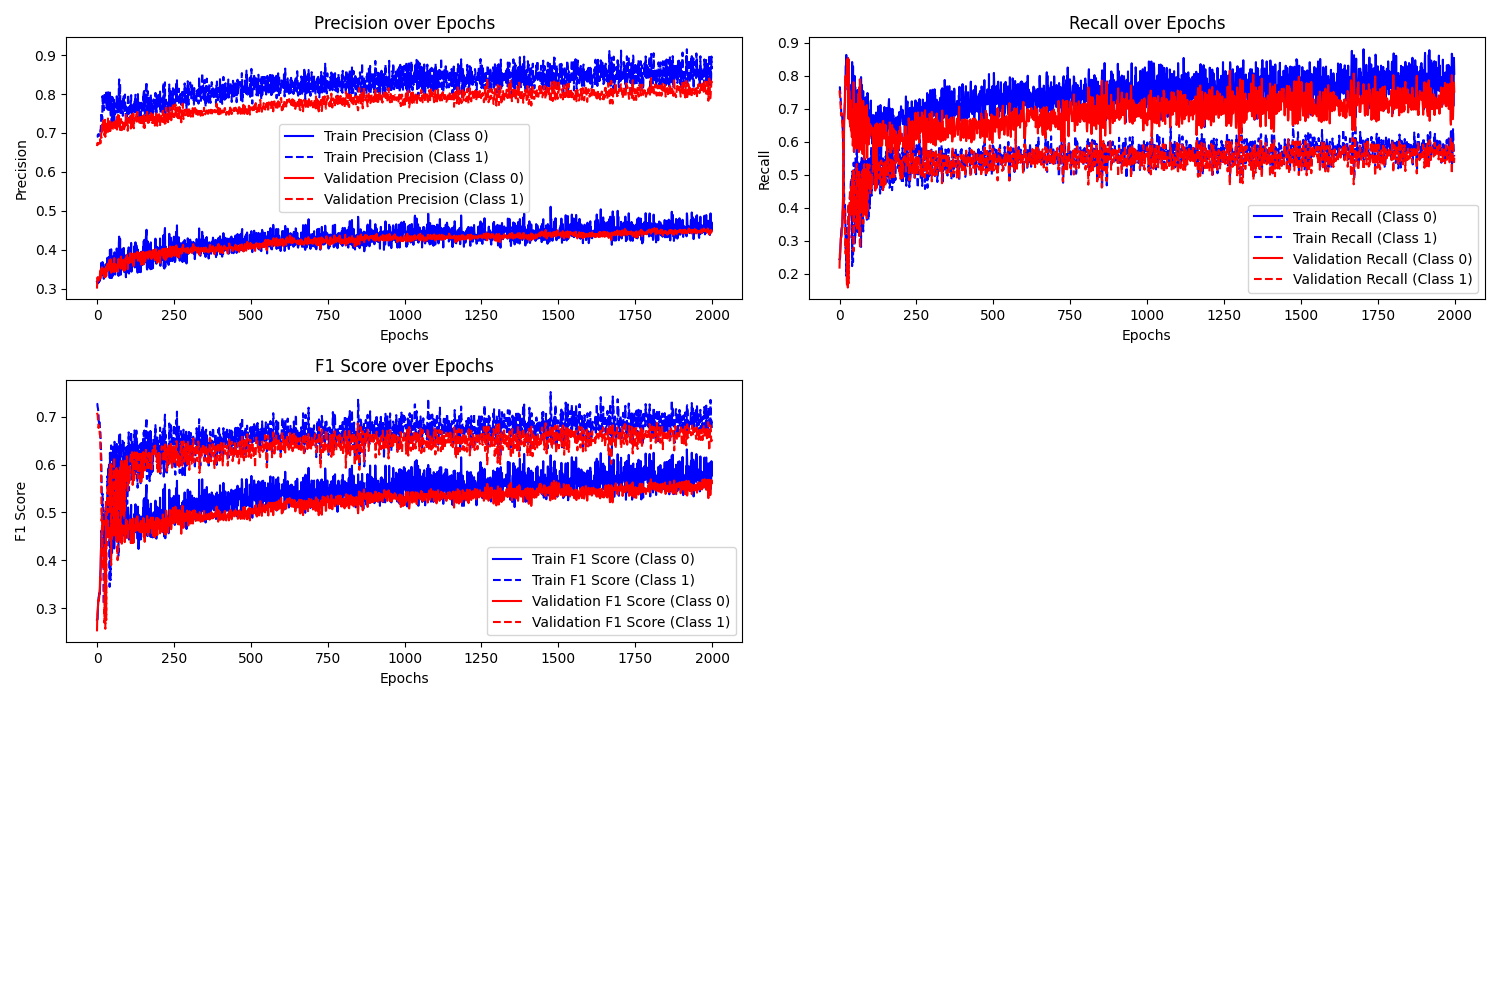 Precision over Epochs
Precision
0.9
0.8
0.7
0.6
0.5
0.4
0.3
Train Precision (Class 0)
Train Precision (Class 1)
Validation Precision (Class 0)
Validation Precision (Class 1)
0 250 500 750 1000 1250 1500 1750 2000
Epochs
Recall over Epochs
Recall
0.9
0.8
0.7
0.6
0.5
0.4
0.3
0.2
Train Recall (Class 0)
Train Recall (Class 1)
Validation Recall (Class 0)
Validation Recall (Class 1)
0 250 500 750 1000 1250 1500 1750 2000
Epochs
F1 Score over Epochs
F1 Score
0.7
0.6
0.5
0.4
0.3
Train F1 Score (Class 0)
Train F1 Score (Class 1)
Validation F1 Score (Class 0)
Validation F1 Score (Class 1)
0 250 500 750 1000 1250 1500 1750 2000
Epochs